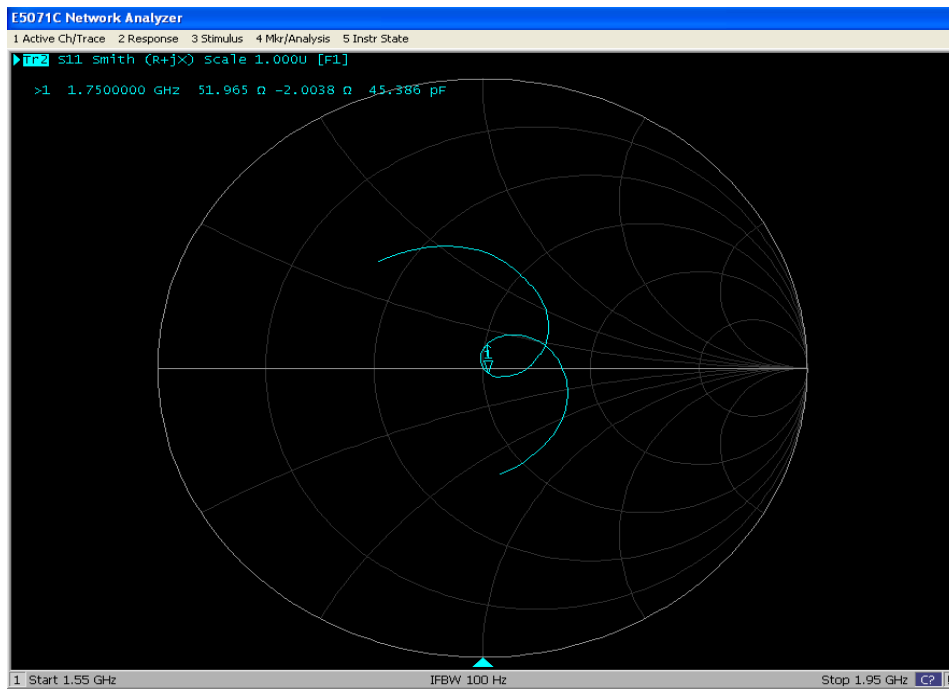 E5071C Network Analyzer
1 Active Ch/Trace 2 Response 3 Stimulus 4 Mkr/Analysis 5 Instr State
Tr2 S11 Smith (R+jX) Scale 1.000U [F1]
>1 1.7500000 GHz 51.965 Ω -2.0038 Ω 45.386 pF
1
1 Start 1.55 GHz IFBW 100 Hz Stop 1.95 GHz C?